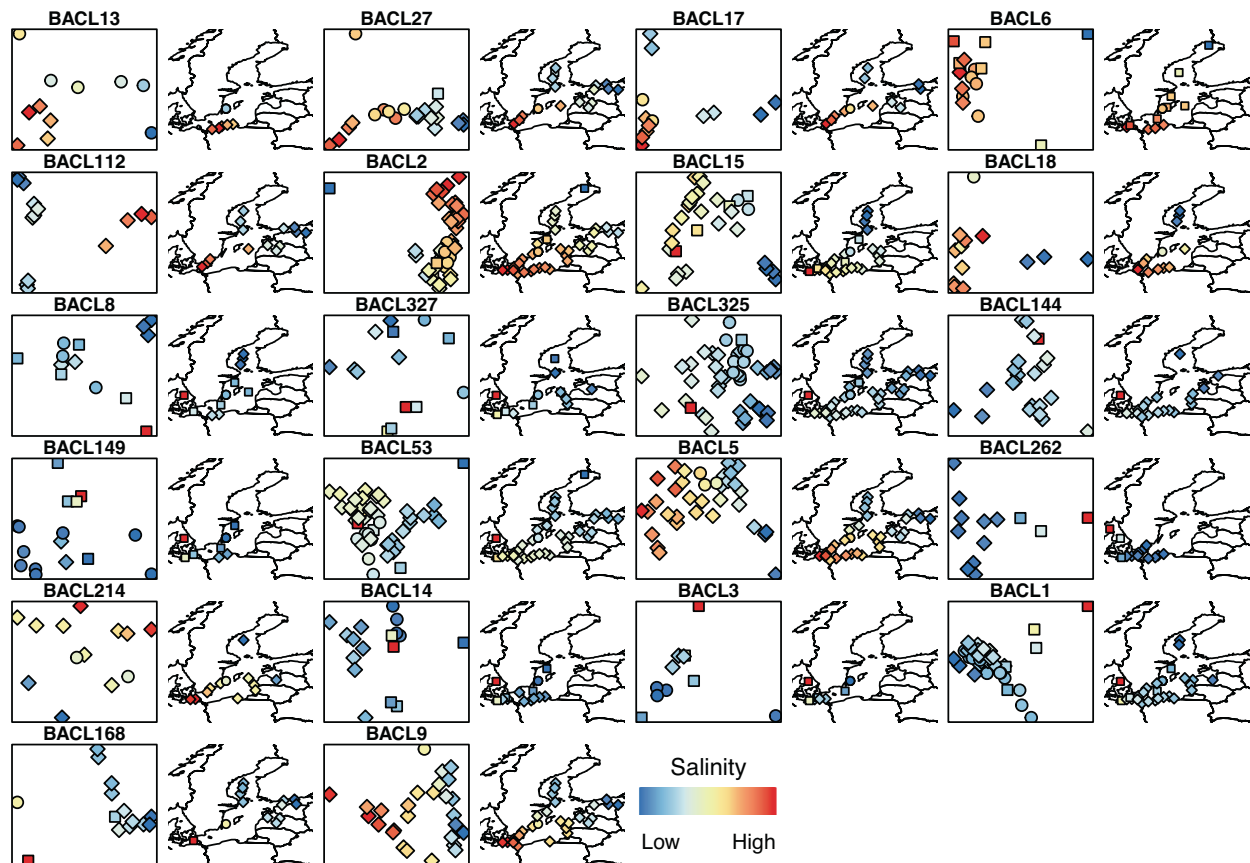 BACL13 BACL27 BACL17 BACL6
BACL112 BACL2 BACL15 BACL18
BACL8 BACL327 BACL325 BACL144
BACL149 BACL53 BACL5 BACL262
BACL214 BACL14 BACL3 BACL1
BACL168 BACL9
Salinity
Low High